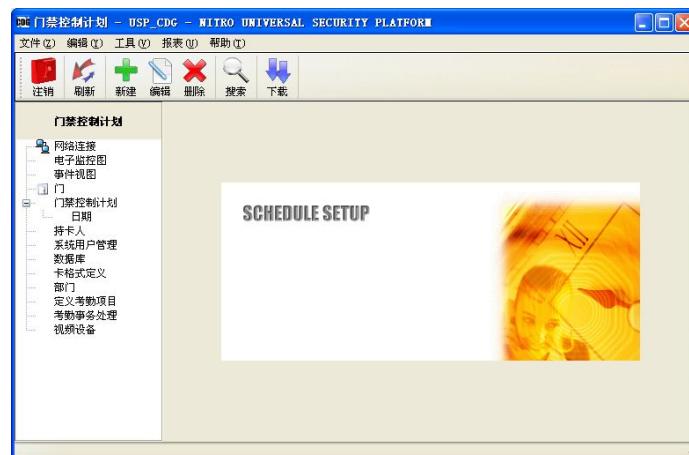 CDG 门禁控制计划 - USP_CDG - NITRO UNIVERSAL SECURITY PLATFORM
文件(Z) 编辑(Y) 工具(V) 报表(U) 帮助(T)
注销 刷新 新建 编辑 删除 搜索 下载
门禁控制计划
网络连接
电子监控图
事件视图
门
门禁控制计划
日期
持卡人
系统用户管理
数据库
卡格式定义
部门
定义考勤项目
考勤事务处理
视频设备
SCHEDULE SETUP
XII